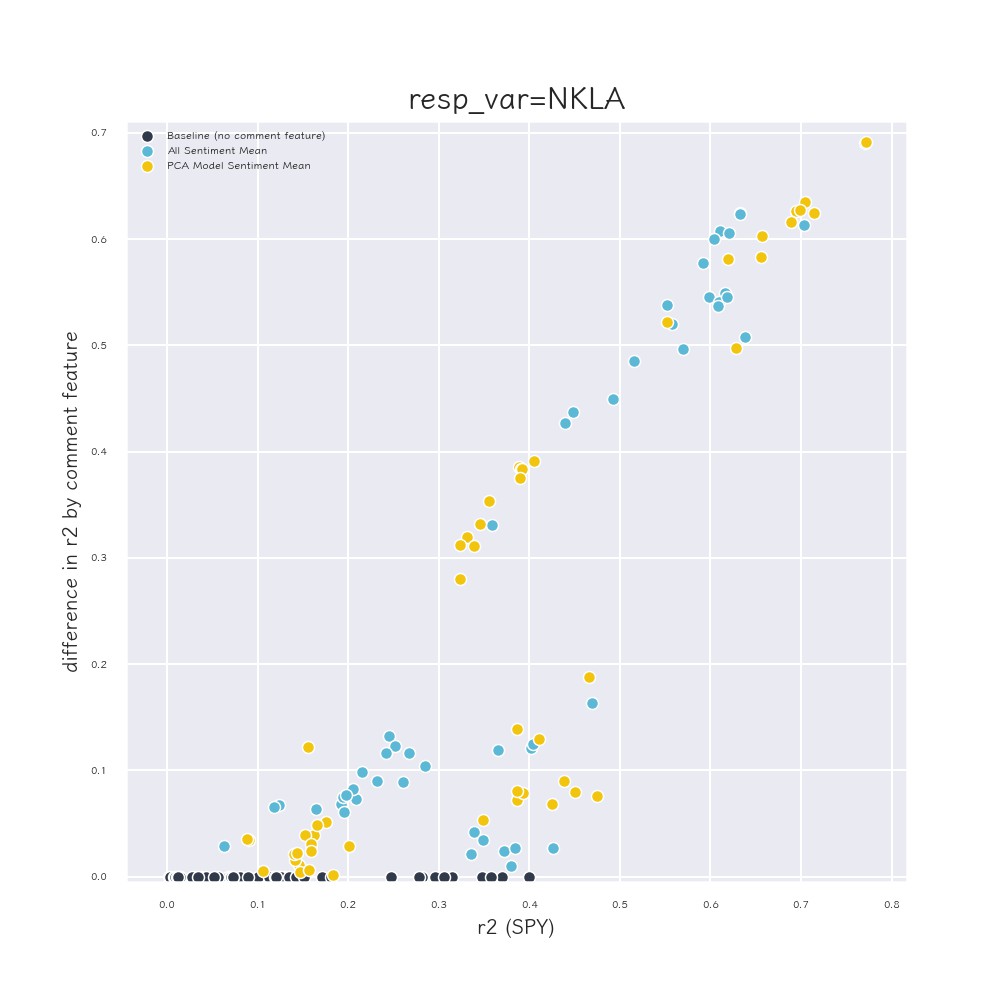 resp_var=NKLA
Baseline (no comment feature)
All Sentiment Mean
PCA Model Sentiment Mean
difference in r2 by comment feature
0.7
0.6
0.5
0.4
0.3
0.2
0.1
0.0
0.0 0.1 0.2 0.3 0.4 0.5 0.6 0.7 0.8
r2 (SPY)